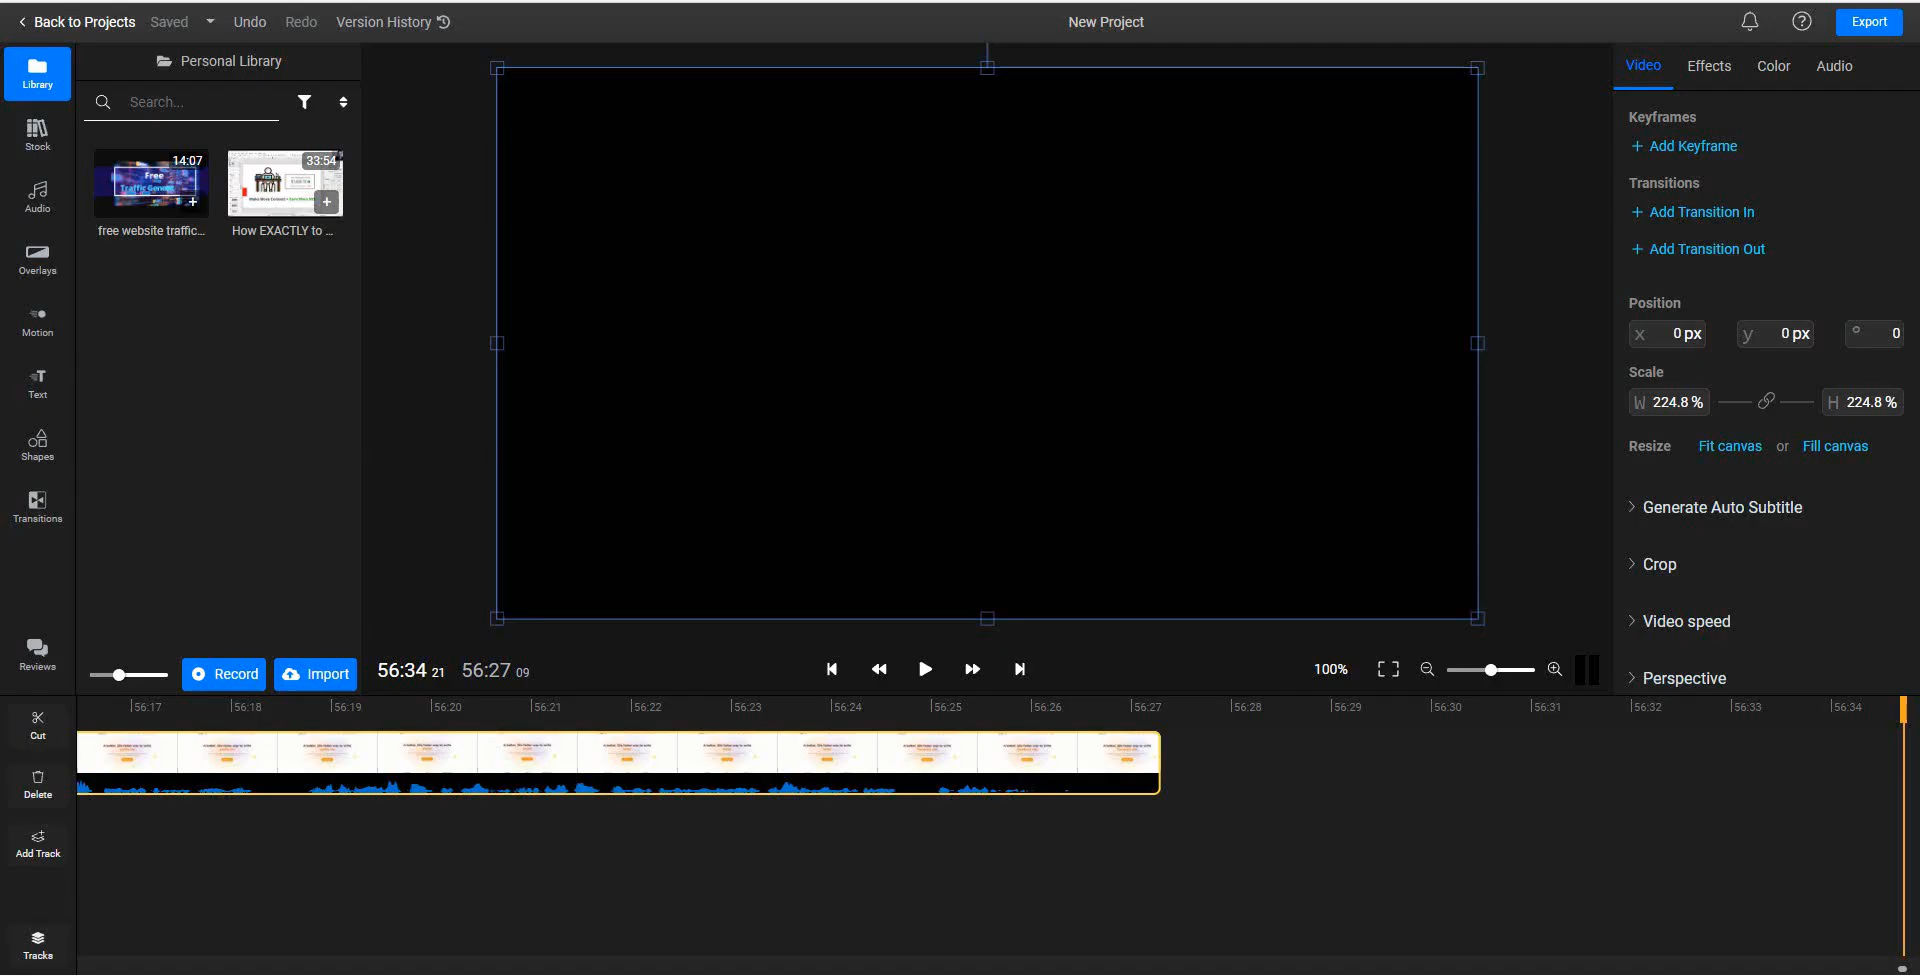 Back to Projects Saved Undo Redo Version History New Project Export
Library
Stock
Audio
Overlays
Motion
Text
Shapes
Transitions
Reviews
Personal Library
Search...
14:07
Free
free website traffic...
33:54
How EXACTLY to ...
Record Import
56:34 21 56:27 09
100%
Video Effects Color Audio
Keyframes
+ Add Keyframe
Transitions
+ Add Transition In
+ Add Transition Out
Position
x 0 px y 0 px ° 0
Scale
W 224.8 % H 224.8 %
Resize Fit canvas or Fill canvas
Generate Auto Subtitle
Crop
Video speed
Perspective
56:17 56:18 56:19 56:20 56:21 56:22 56:23 56:24 56:25 56:26 56:27 56:28 56:29 56:30 56:31 56:32 56:33 56:34
Cut
Delete
Add Track
Tracks